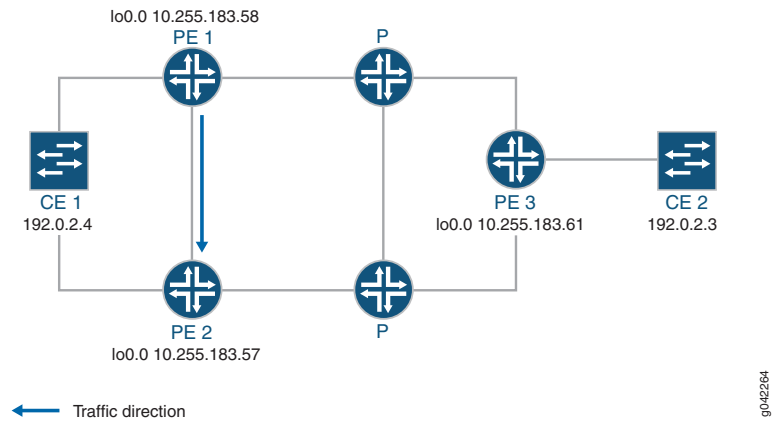 lo0.0 10.255.183.58
PE 1
P
CE 1
192.0.2.4
PE 3
lo0.0 10.255.183.61
CE 2
192.0.2.3
PE 2
lo0.0 10.255.183.57
P
Traffic direction
g042264